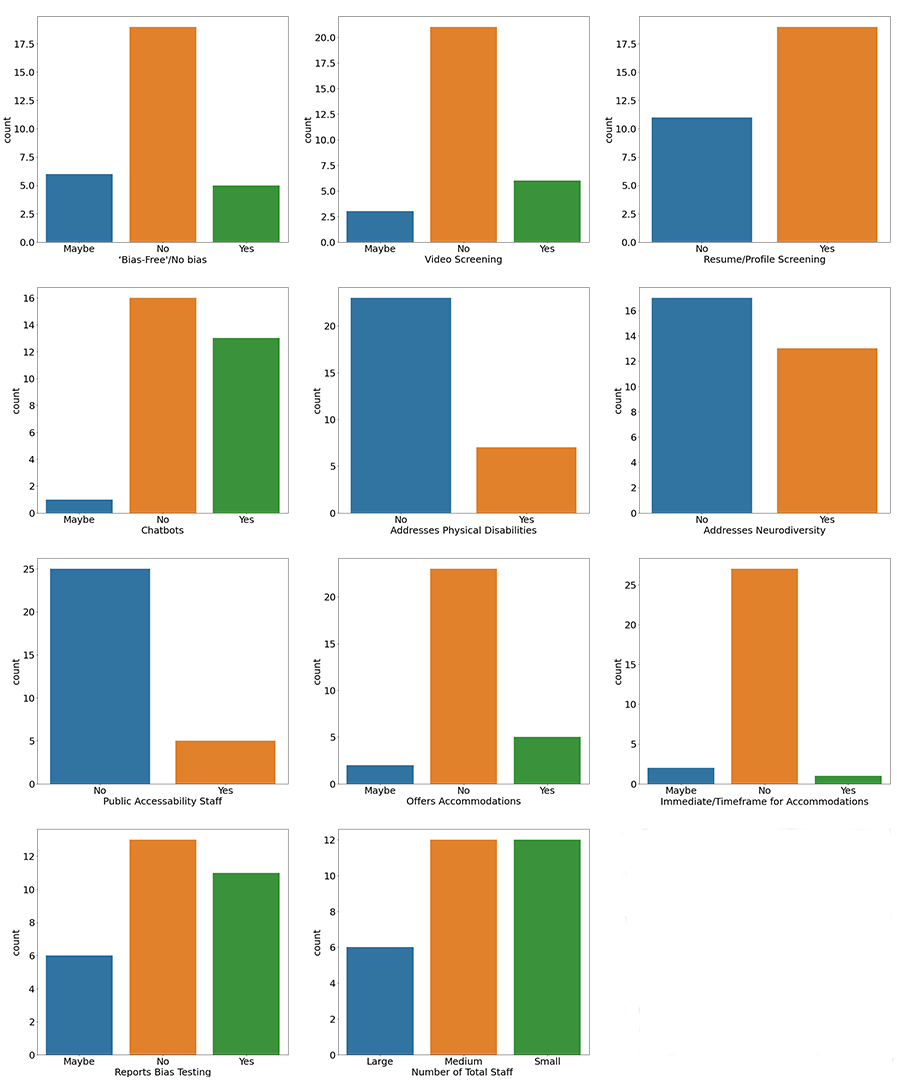 17.5
15.0
12.5
10.0
7.5
5.0
2.5
0.0
count
Maybe No Yes
'Bias-Free'/No bias
20.0
17.5
15.0
12.5
10.0
7.5
5.0
2.5
0.0
count
Maybe No Yes
Video Screening
17.5
15.0
12.5
10.0
7.5
5.0
2.5
0.0
count
No Yes
Resume/Profile Screening
16
14
12
10
8
6
4
2
0
count
Maybe No Yes
Chatbots
20
15
10
5
0
count
No Yes
Addresses Physical Disabilities
16
14
12
10
8
6
4
2
0
count
No Yes
Addresses Neurodiversity
25
20
15
10
5
0
count
No Yes
Public Accessability Staff
20
15
10
5
0
count
Maybe No Yes
Offers Accommodations
25
20
15
10
5
0
count
Maybe No Yes
Immediate/Timeframe for Accommodations
12
10
8
6
4
2
0
count
Maybe No Yes
Reports Bias Testing
12
10
8
6
4
2
0
count
Large Medium Small
Number of Total Staff